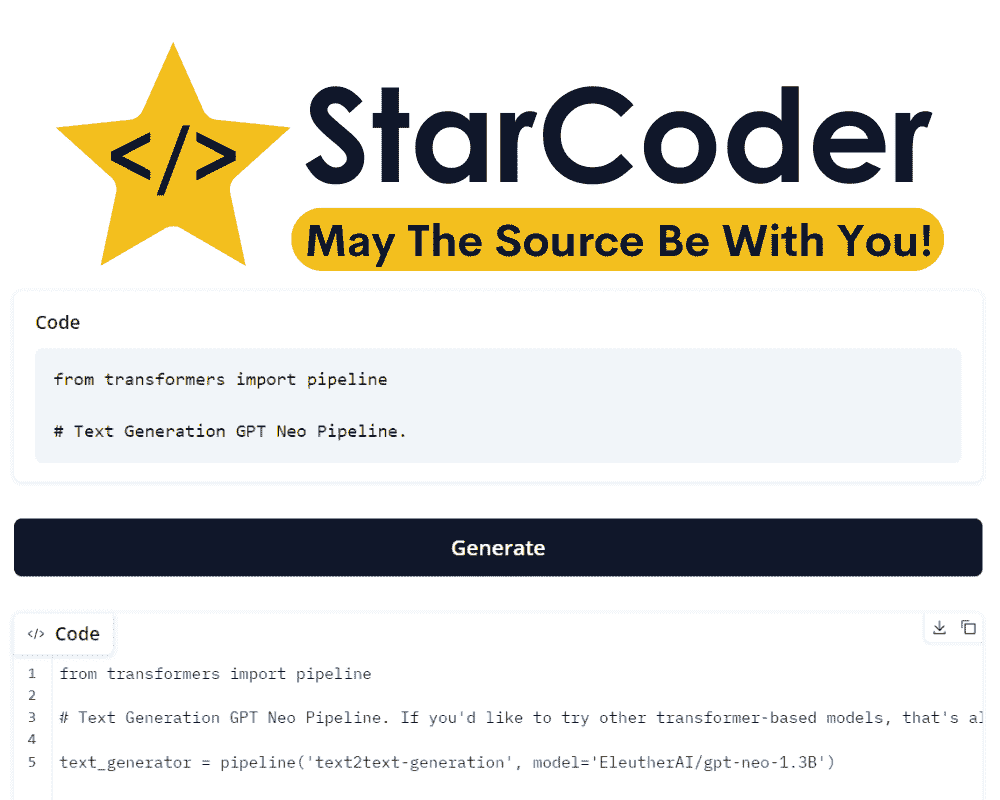 </>
StarCoder
May The Source Be With You!
Code
from transformers import pipeline
# Text Generation GPT Neo Pipeline.
Generate
</> Code
1 from transformers import pipeline
2
3 # Text Generation GPT Neo Pipeline. If you'd like to try other transformer-based models, that's
4
5 text_generator = pipeline('text2text-generation', model='EleutherAI/gpt-neo-1.3B')